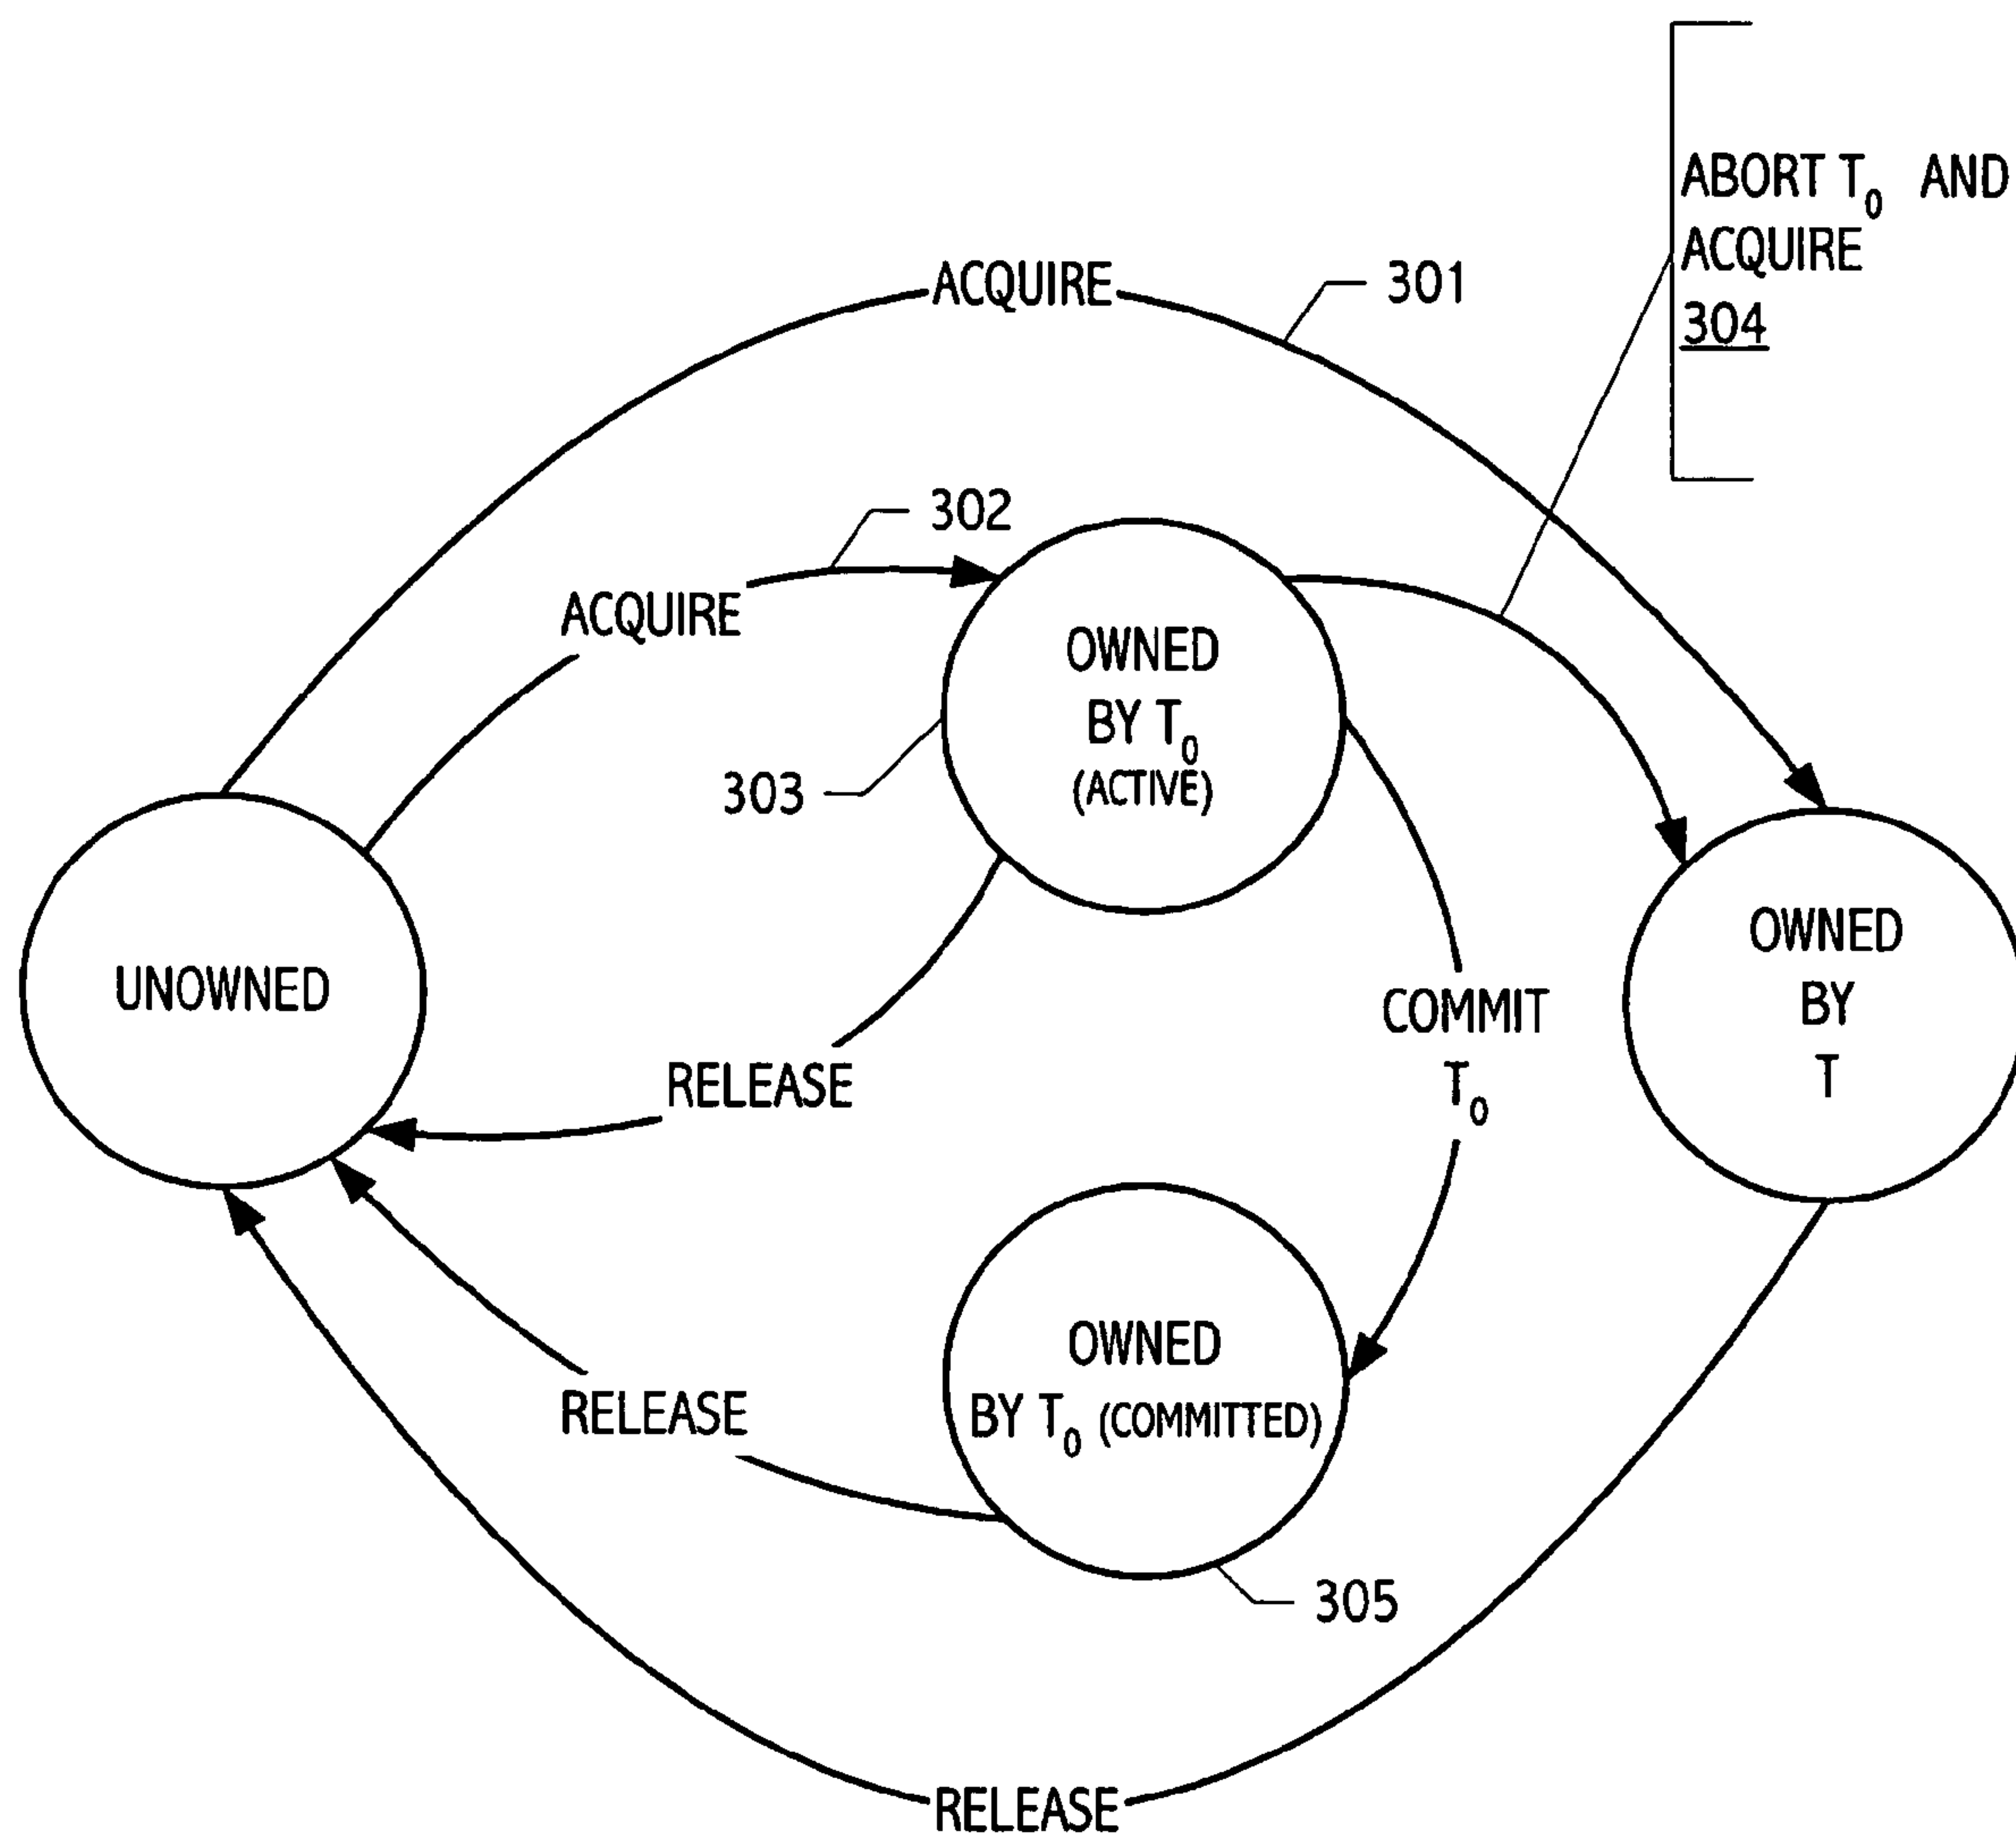 ABORT T₀ AND
ACQUIRE
304
ACQUIRE
301
302
ACQUIRE
OWNED
BY T₀
(ACTIVE)
303
OWNED
BY
T
UNOWNED
COMMIT
T₀
RELEASE
OWNED
BY T₀ (COMMITTED)
RELEASE
305
RELEASE